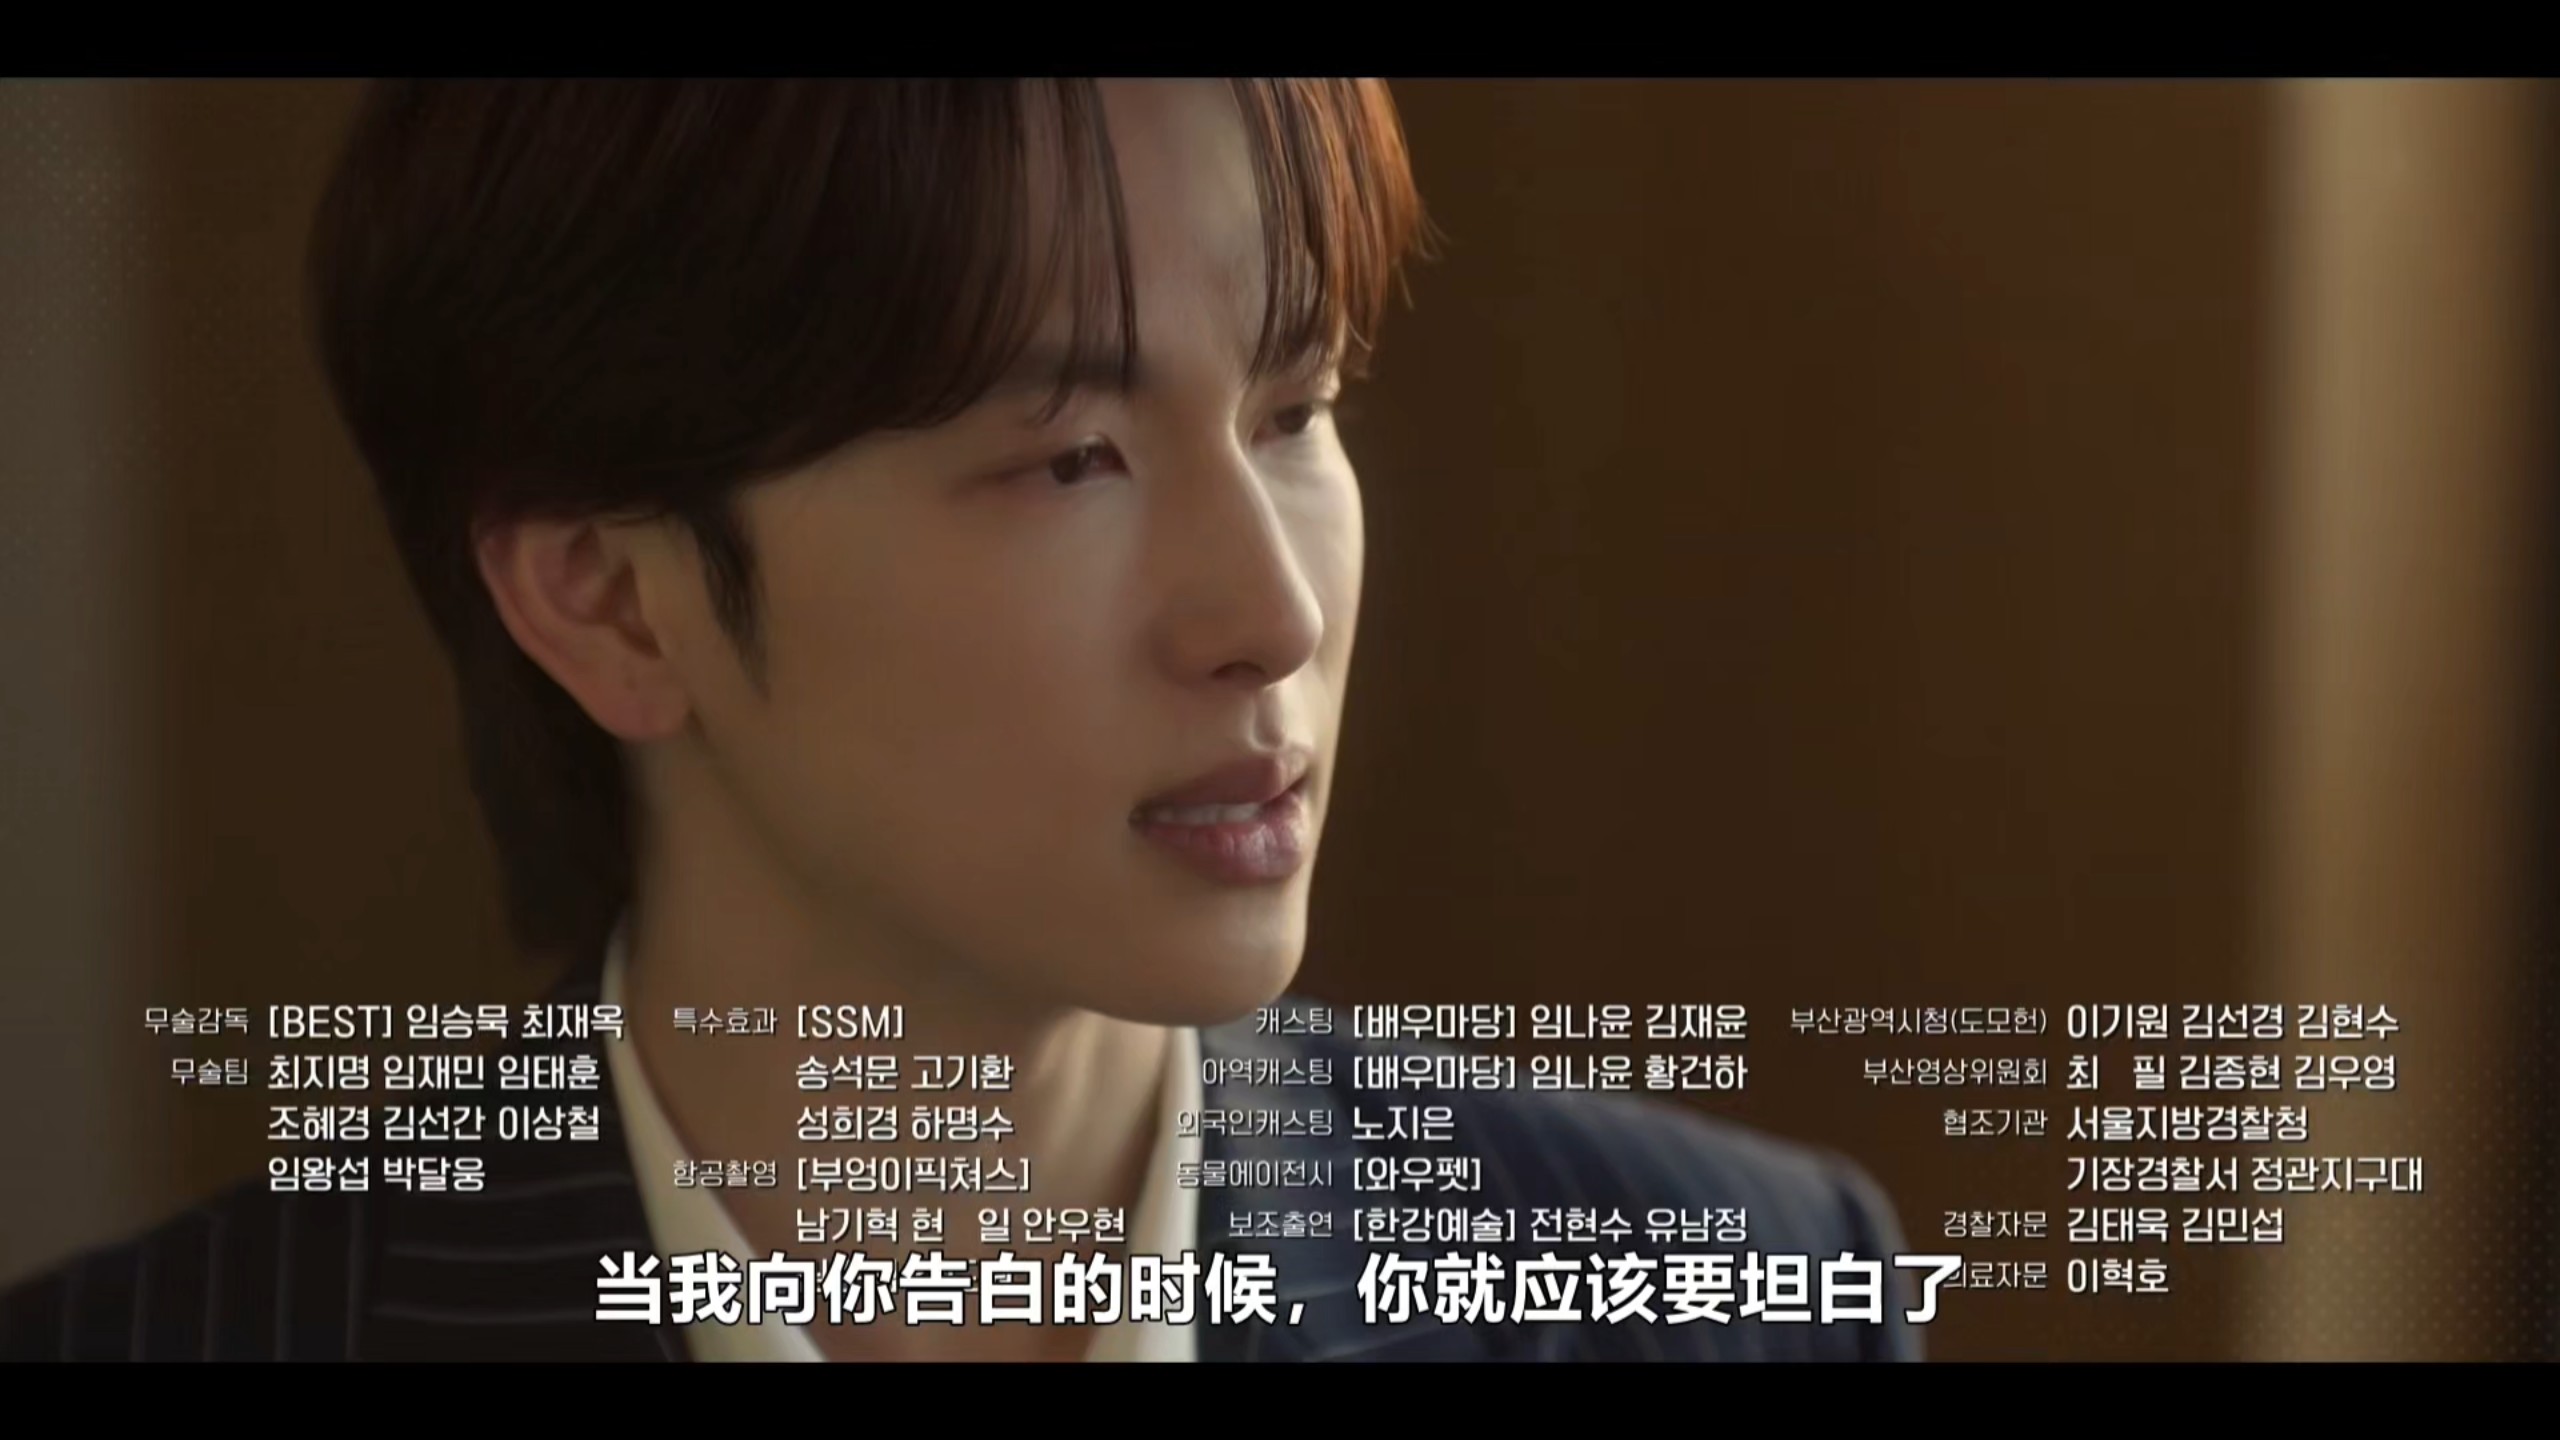 무술감독 [BEST] 임승묵 최재옥
무술팀 최지명 임재민 임태훈
조혜경 김선간 이상철
임왕섭 박달웅
특수효과 [SSM]
송석문 고기환
성희경 하명수
항공촬영 [부엉이픽쳐스]
남기혁 현 일 안우현
캐스팅 [배우마당] 임나윤 김재윤
아역캐스팅 [배우마당] 임나윤 황건하
외국인캐스팅 노지은
동물에이전시 [와우펫]
보조출연 [한강예술] 전현수 유남정
부산광역시청(도모헌) 이기원 김선경 김현수
부산영상위원회 최 필 김종현 김우영
협조기관 서울지방경찰청
기장경찰서 정관지구대
경찰자문 김태욱 김민섭
의료자문 이혁호
当我向你告白的时候，你就应该要坦白了